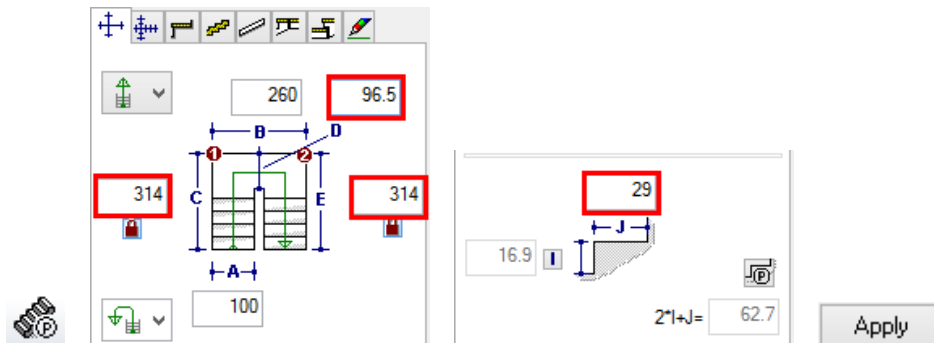 260 96.5
B D
1 2
314 C E 314
A
100
P
29
J
16.9 I
P
2*I+J= 62.7
Apply